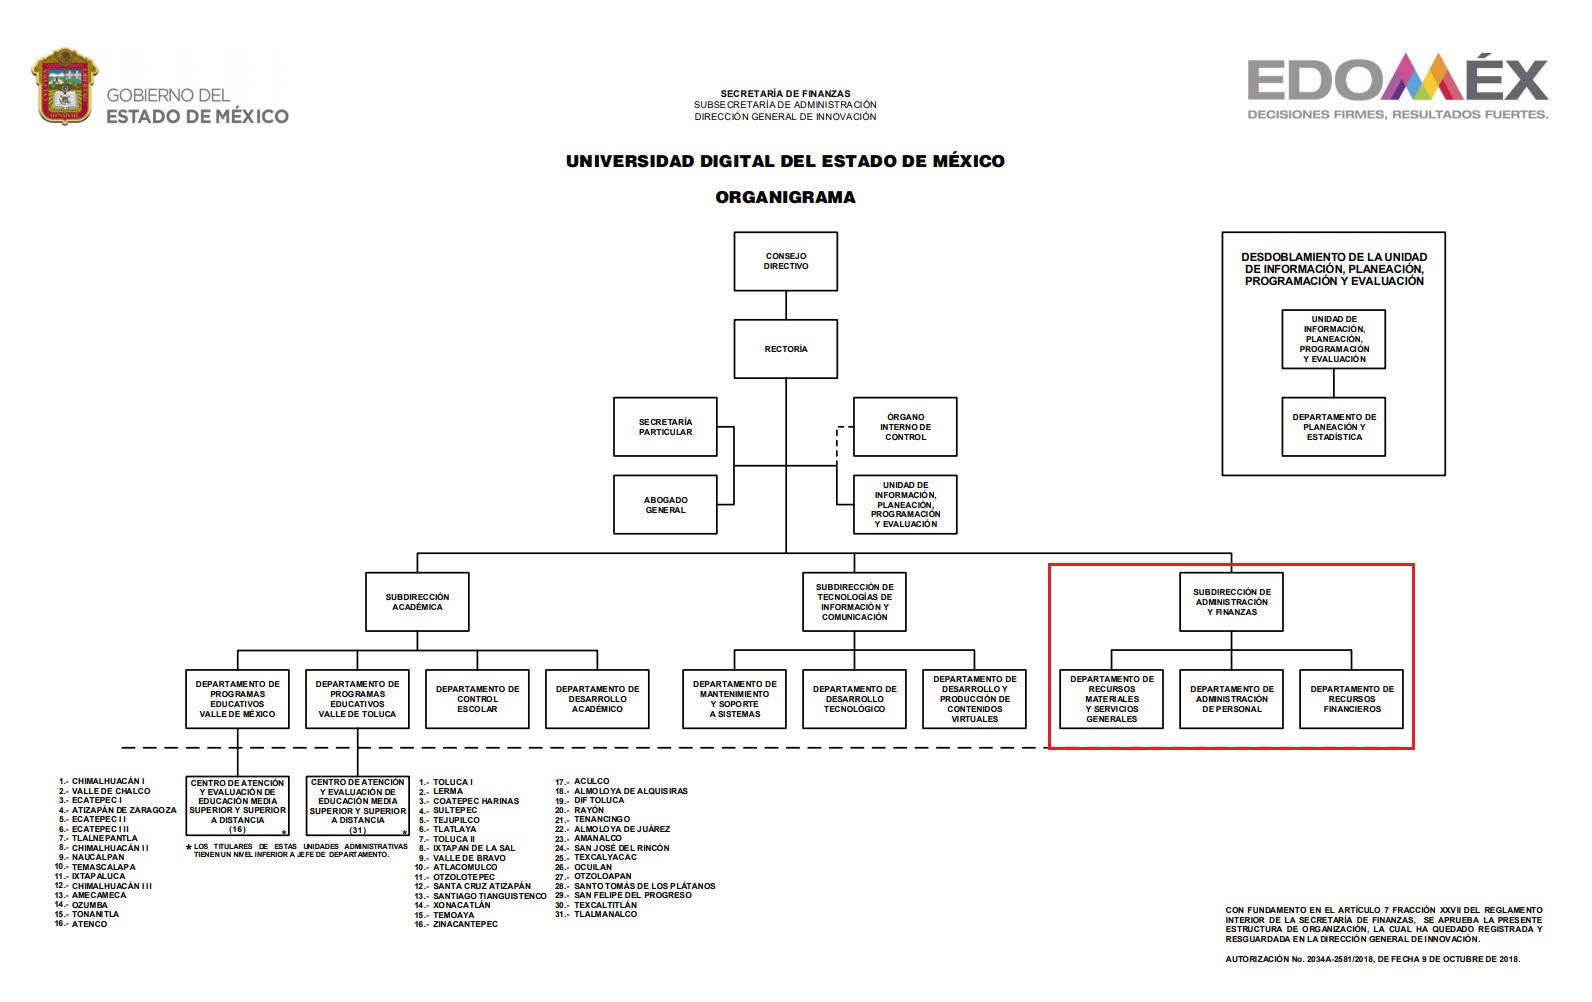 GOBIERNO DEL
ESTADO DE MÉXICO
SECRETARÍA DE FINANZAS
SUBSECRETARÍA DE ADMINISTRACIÓN
DIRECCIÓN GENERAL DE INNOVACIÓN
EDOMÉX
DECISIONES FIRMES, RESULTADOS FUERTES.
UNIVERSIDAD DIGITAL DEL ESTADO DE MÉXICO
ORGANIGRAMA
CONSEJO
DIRECTIVO
RECTORÍA
SECRETARÍA
PARTICULAR
ÓRGANO
INTERNO DE
CONTROL
ABOGADO
GENERAL
UNIDAD DE
INFORMACIÓN,
PLANEACIÓN,
PROGRAMACIÓN
Y EVALUACIÓN
DESDOBLAMIENTO DE LA UNIDAD
DE INFORMACIÓN, PLANEACIÓN,
PROGRAMACIÓN Y EVALUACIÓN
UNIDAD DE
INFORMACIÓN,
PLANEACIÓN,
PROGRAMACIÓN
Y EVALUACIÓN
DEPARTAMENTO DE
PLANEACIÓN Y
ESTADÍSTICA
SUBDIRECCIÓN
ACADÉMICA
SUBDIRECCIÓN DE
TECNOLOGÍAS DE
INFORMACIÓN Y
COMUNICACIÓN
SUBDIRECCIÓN DE
ADMINISTRACIÓN
Y FINANZAS
DEPARTAMENTO DE
PROGRAMAS
EDUCATIVOS
VALLE DE MÉXICO
DEPARTAMENTO DE
PROGRAMAS
EDUCATIVOS
VALLE DE TOLUCA
DEPARTAMENTO DE
CONTROL
ESCOLAR
DEPARTAMENTO DE
DESARROLLO
ACADÉMICO
DEPARTAMENTO DE
MANTENIMIENTO
Y SOPORTE
A SISTEMAS
DEPARTAMENTO DE
DESARROLLO
TECNOLÓGICO
DEPARTAMENTO DE
DESARROLLO Y
PRODUCCIÓN DE
CONTENIDOS
VIRTUALES
DEPARTAMENTO DE
RECURSOS
MATERIALES
Y SERVICIOS
GENERALES
DEPARTAMENTO DE
ADMINISTRACIÓN
DE PERSONAL
DEPARTAMENTO DE
RECURSOS
FINANCIEROS
1.- CHIMALHUACÁN I
2.- VALLE DE CHALCO
3.- ECATEPEC I
4.- ATIZAPÁN DE ZARAGOZA
5.- ECATEPEC II
6.- ECATEPEC III
7.- TLALNEPANTLA
8.- CHIMALHUACÁN II
9.- NAUCALPAN
10.- TEMASCALAPA
11.- IXTAPALUCA
12.- CHIMALHUACÁN III
13.- AMECAMECA
14.- OZUMBA
15.- TONANITLA
16.- ATENCO
CENTRO DE ATENCIÓN
Y EVALUACIÓN DE
EDUCACIÓN MEDIA
SUPERIOR Y SUPERIOR
A DISTANCIA
(16) *
CENTRO DE ATENCIÓN
Y EVALUACIÓN DE
EDUCACIÓN MEDIA
SUPERIOR Y SUPERIOR
A DISTANCIA
(31) *
* LOS TITULARES DE ESTAS UNIDADES ADMINISTRATIVAS
TIENEN UN NIVEL INFERIOR A JEFE DE DEPARTAMENTO.
1.- TOLUCA I
2.- LERMA
3.- COATEPEC HARINAS
4.- SULTEPEC
5.- TEJUPILCO
6.- TLATLAYA
7.- TOLUCA II
8.- IXTAPAN DE LA SAL
9.- VALLE DE BRAVO
10.- ATLACOMULCO
11.- OTZOLOTEPEC
12.- SANTA CRUZ ATIZAPÁN
13.- SANTIAGO TIANGUISTENCO
14.- XONACATLÁN
15.- TEMOAYA
16.- ZINACANTEPEC
17.- ACULCO
18.- ALMOLOYA DE ALQUISIRAS
19.- DIF TOLUCA
20.- RAYÓN
21.- TENANCINGO
22.- ALMOLOYA DE JUÁREZ
23.- AMANALCO
24.- SAN JOSÉ DEL RINCÓN
25.- TEXCALYACAC
26.- OCUILAN
27.- OTZOLOAPAN
28.- SANTO TOMÁS DE LOS PLÁTANOS
29.- SAN FELIPE DEL PROGRESO
30.- TEXCALTITLÁN
31.- TLALMANALCO
CON FUNDAMENTO EN EL ARTÍCULO 7 FRACCIÓN XXVII DEL REGLAMENTO
INTERIOR DE LA SECRETARÍA DE FINANZAS, SE APRUEBA LA PRESENTE
ESTRUCTURA DE ORGANIZACIÓN, LA CUAL HA QUEDADO REGISTRADA Y
RESGUARDADA EN LA DIRECCIÓN GENERAL DE INNOVACIÓN.
AUTORIZACIÓN No. 2034A-2581/2018, DE FECHA 9 DE OCTUBRE DE 2018.